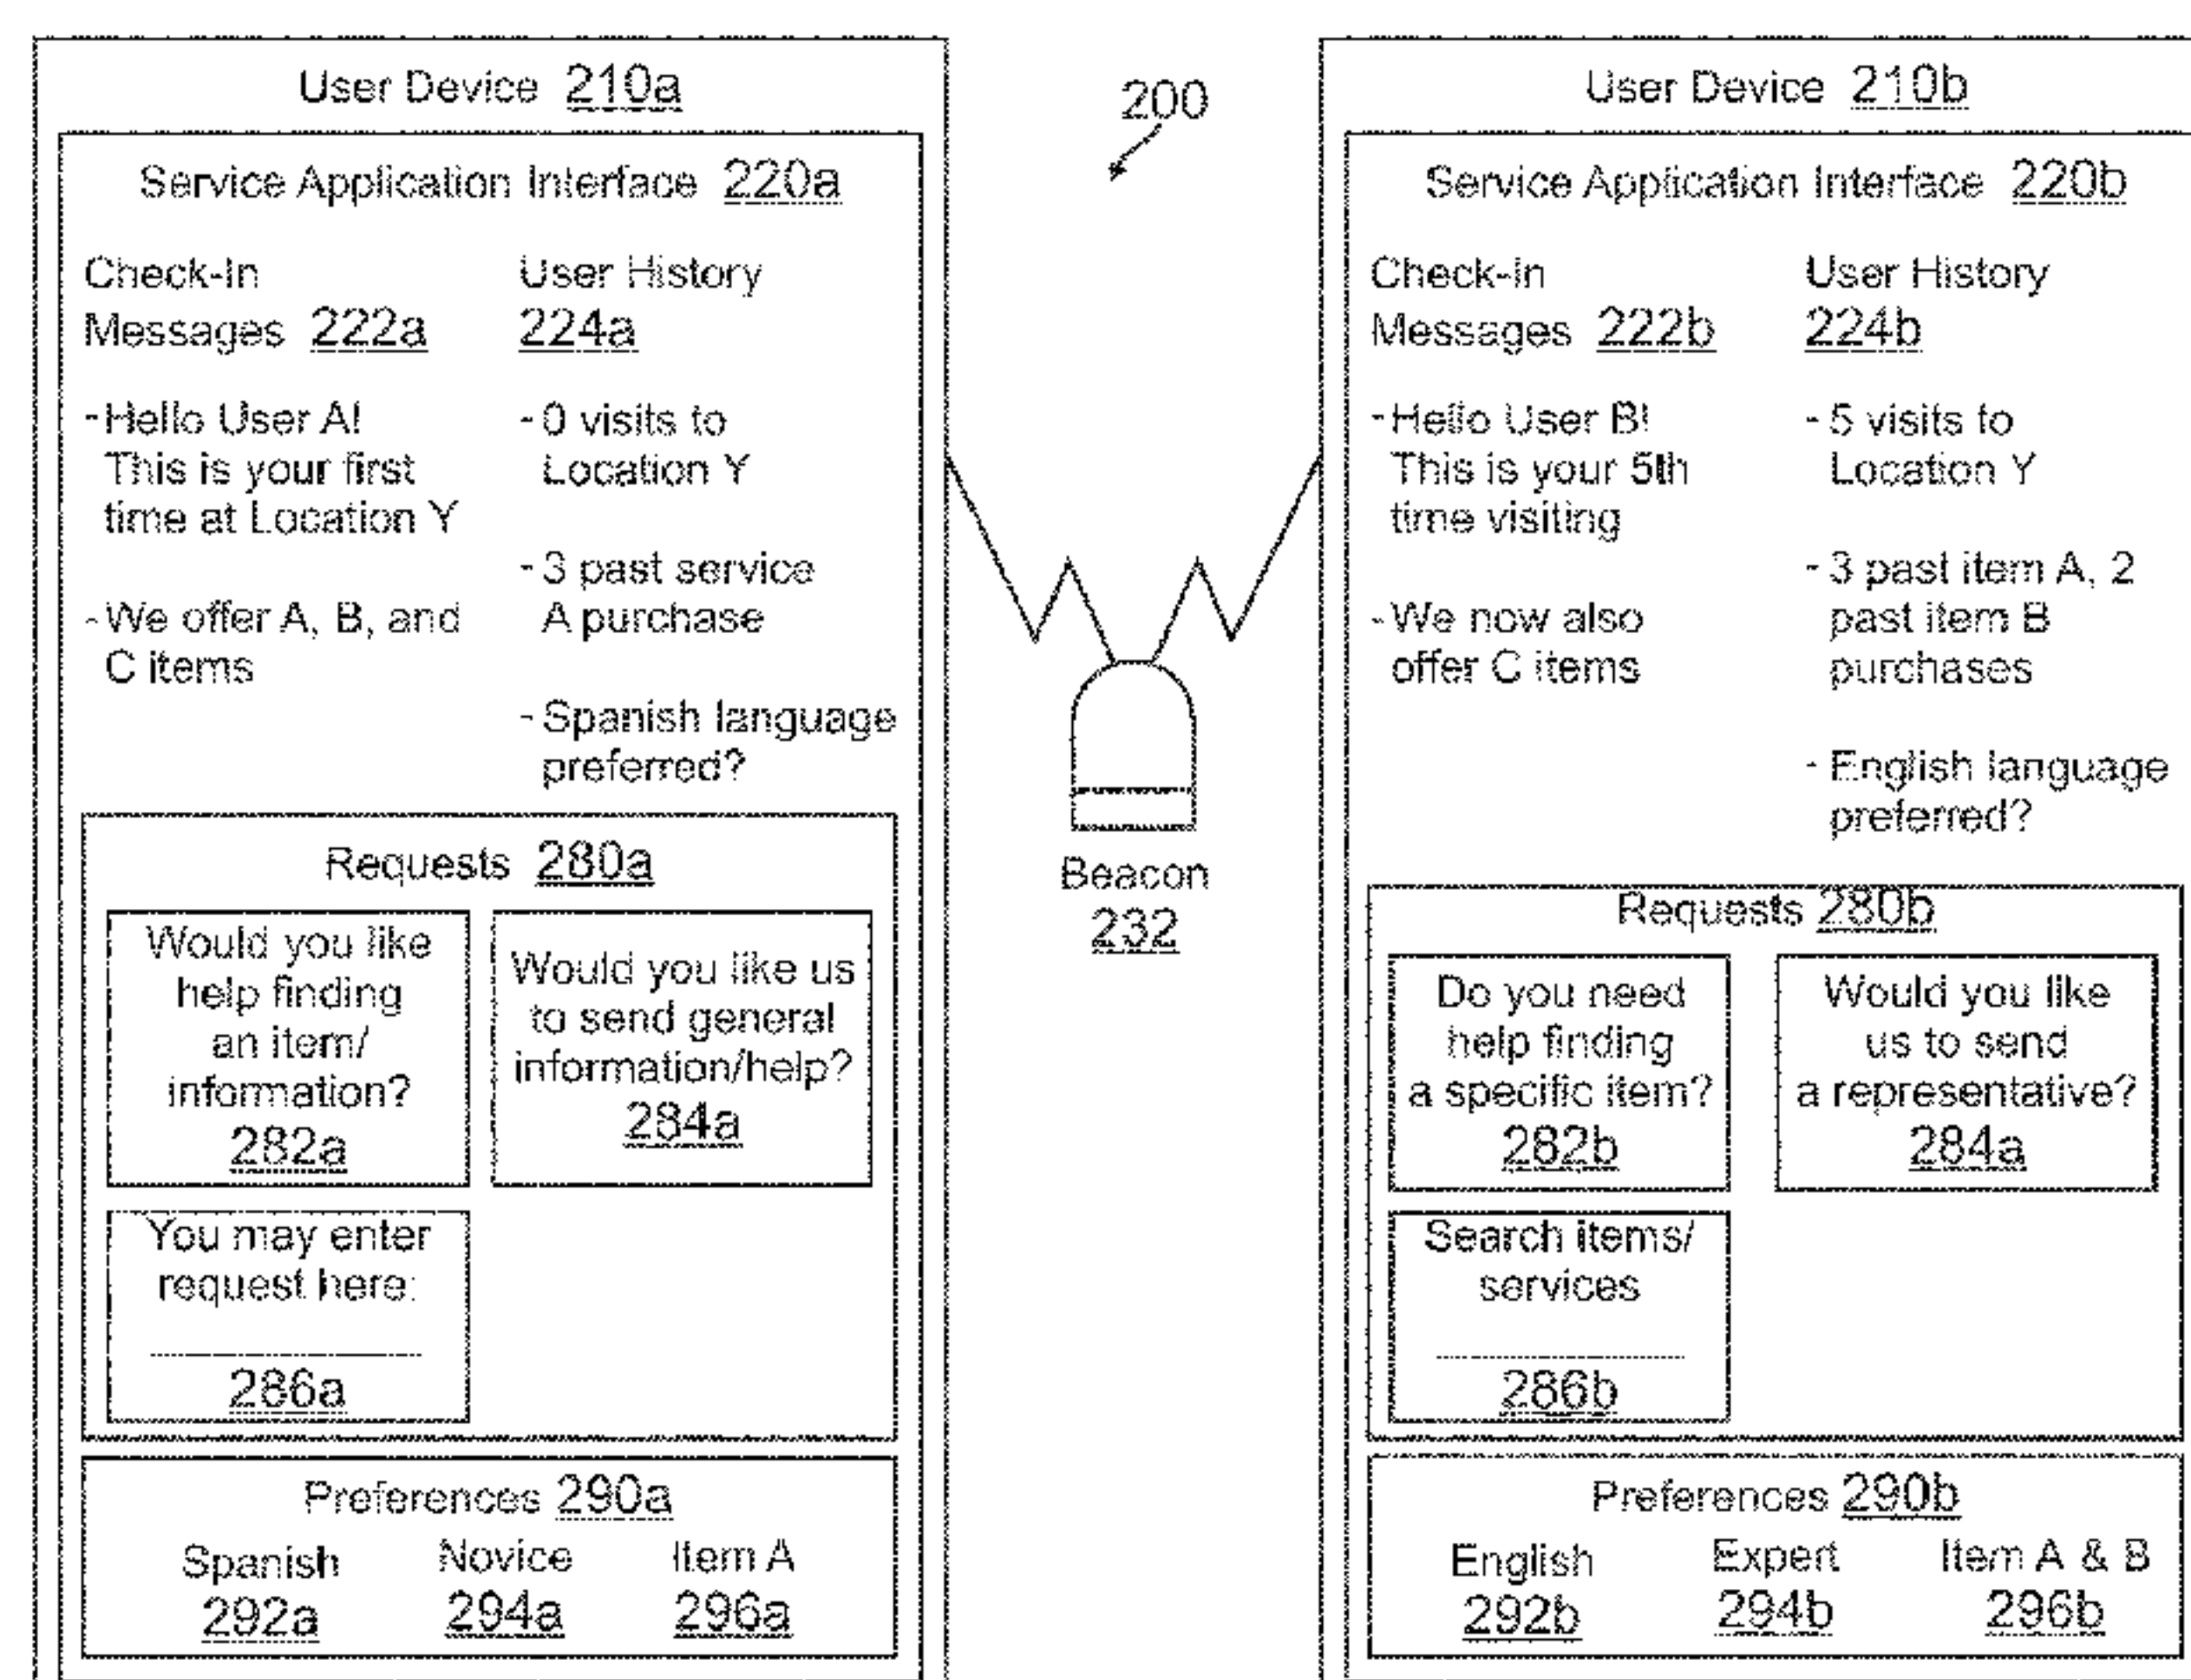 User Device 210a
Service Application Interface 220a
Check-In
Messages 222a
- Hello User A!
This is your first
time at Location Y
- We offer A, B, and
C items
User History
224a
- 0 visits to
Location Y
- 3 past service
A purchase
- Spanish language
preferred?
Requests 280a
Would you like
help finding
an item/
information?
282a
Would you like us
to send general
information/help?
284a
You may enter
request here:
286a
Preferences 290a
Spanish
292a
Novice
294a
Item A
296a
200
Beacon
232
User Device 210b
Service Application Interface 220b
Check-In
Messages 222b
- Hello User B!
This is your 5th
time visiting
- We now also
offer C items
User History
224b
- 5 visits to
Location Y
- 3 past item A, 2
past item B
purchases
- English language
preferred?
Requests 280b
Do you need
help finding
a specific item?
282b
Would you like
us to send
a representative?
284a
Search items/
services
286b
Preferences 290b
English
292b
Expert
294b
Item A & B
296b